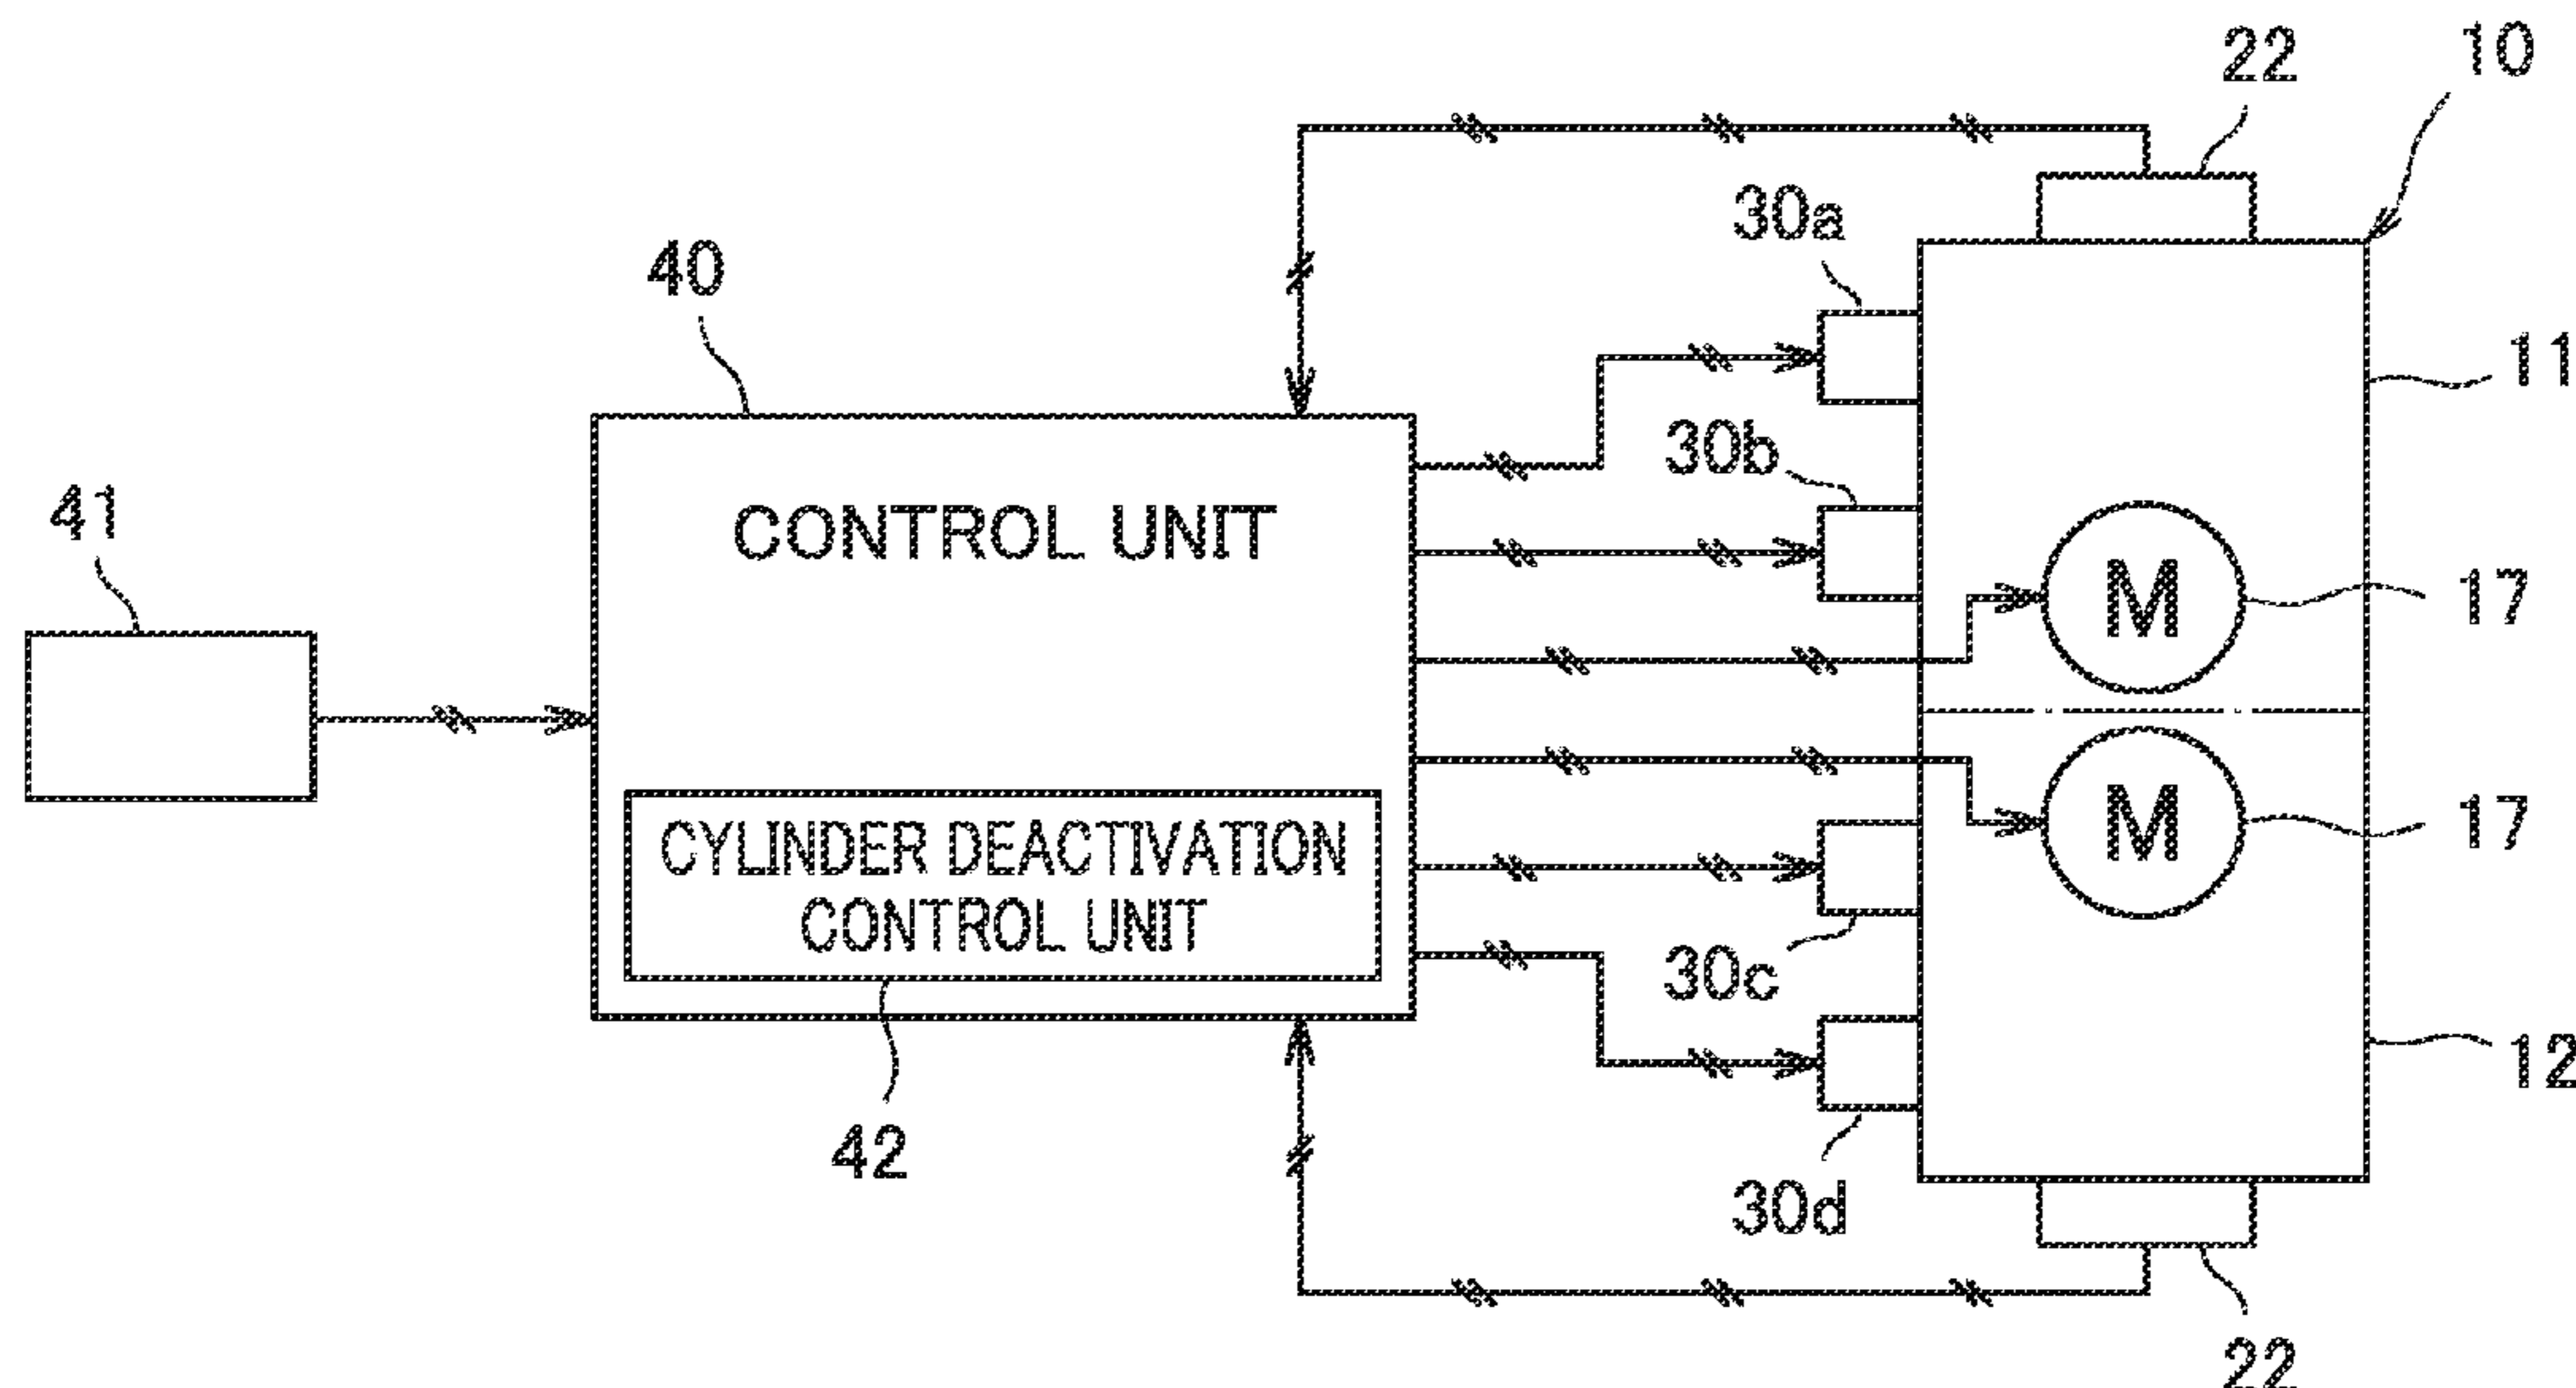 22
10
30a
40
11
30b
41
CONTROL UNIT
M
17
CYLINDER DEACTIVATION
CONTROL UNIT
M
17
30c
12
42
30d
22